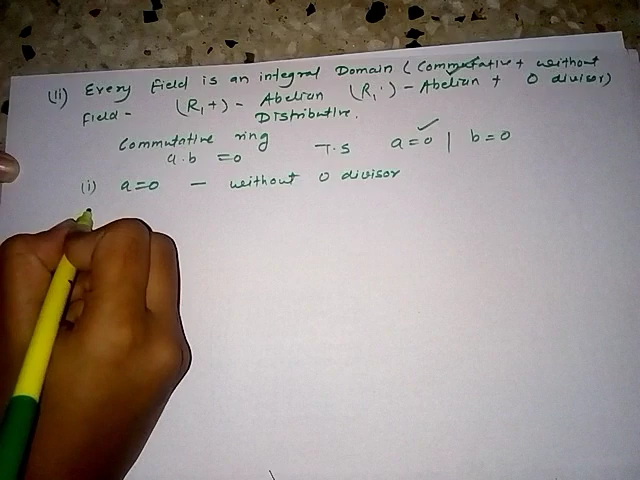 (ii) Every Field is an integral Domain (Commutative + without
Field - (R,+) - Abelian (R,·) - Abelian + 0 divisor)
Distributive.
Commutative ring
a.b =0 T.S a=0 | b=0
(i) a=0 - without 0 divisor